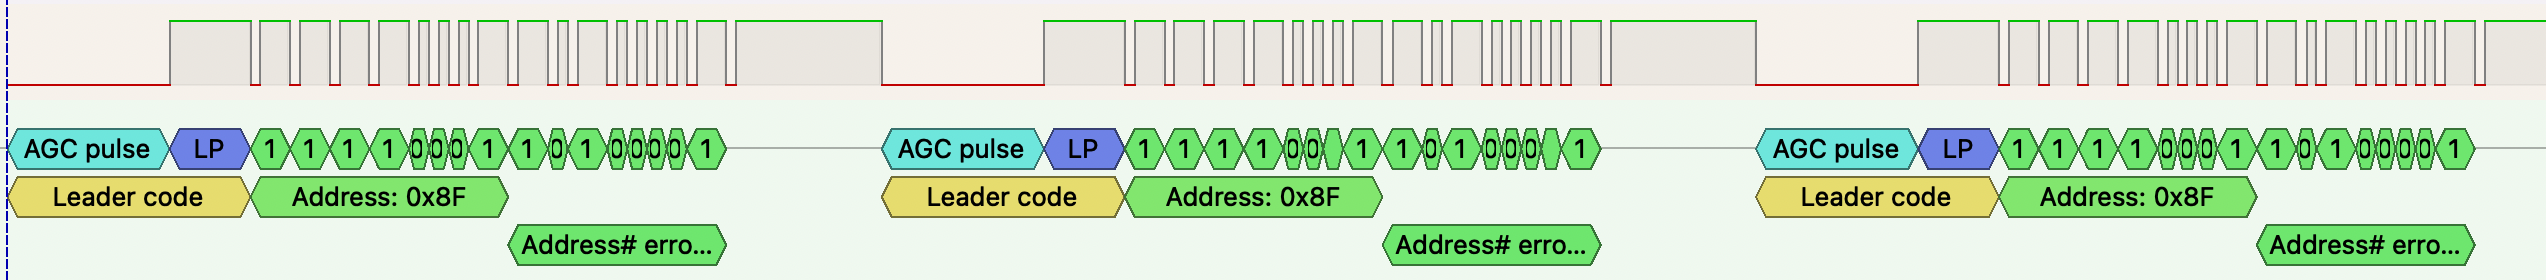 AGC pulse LP 1 1 1 1 0 0 0 1 1 0 1 0 0 0 0 1 AGC pulse LP 1 1 1 1 0 0 1 1 0 1 0 0 0 1 AGC pulse LP 1 1 1 1 0 0 0 1 1 0 1 0 0 0 0 1
Leader code Address: 0x8F Leader code Address: 0x8F Leader code Address: 0x8F
Address# erro... Address# erro... Address# erro...